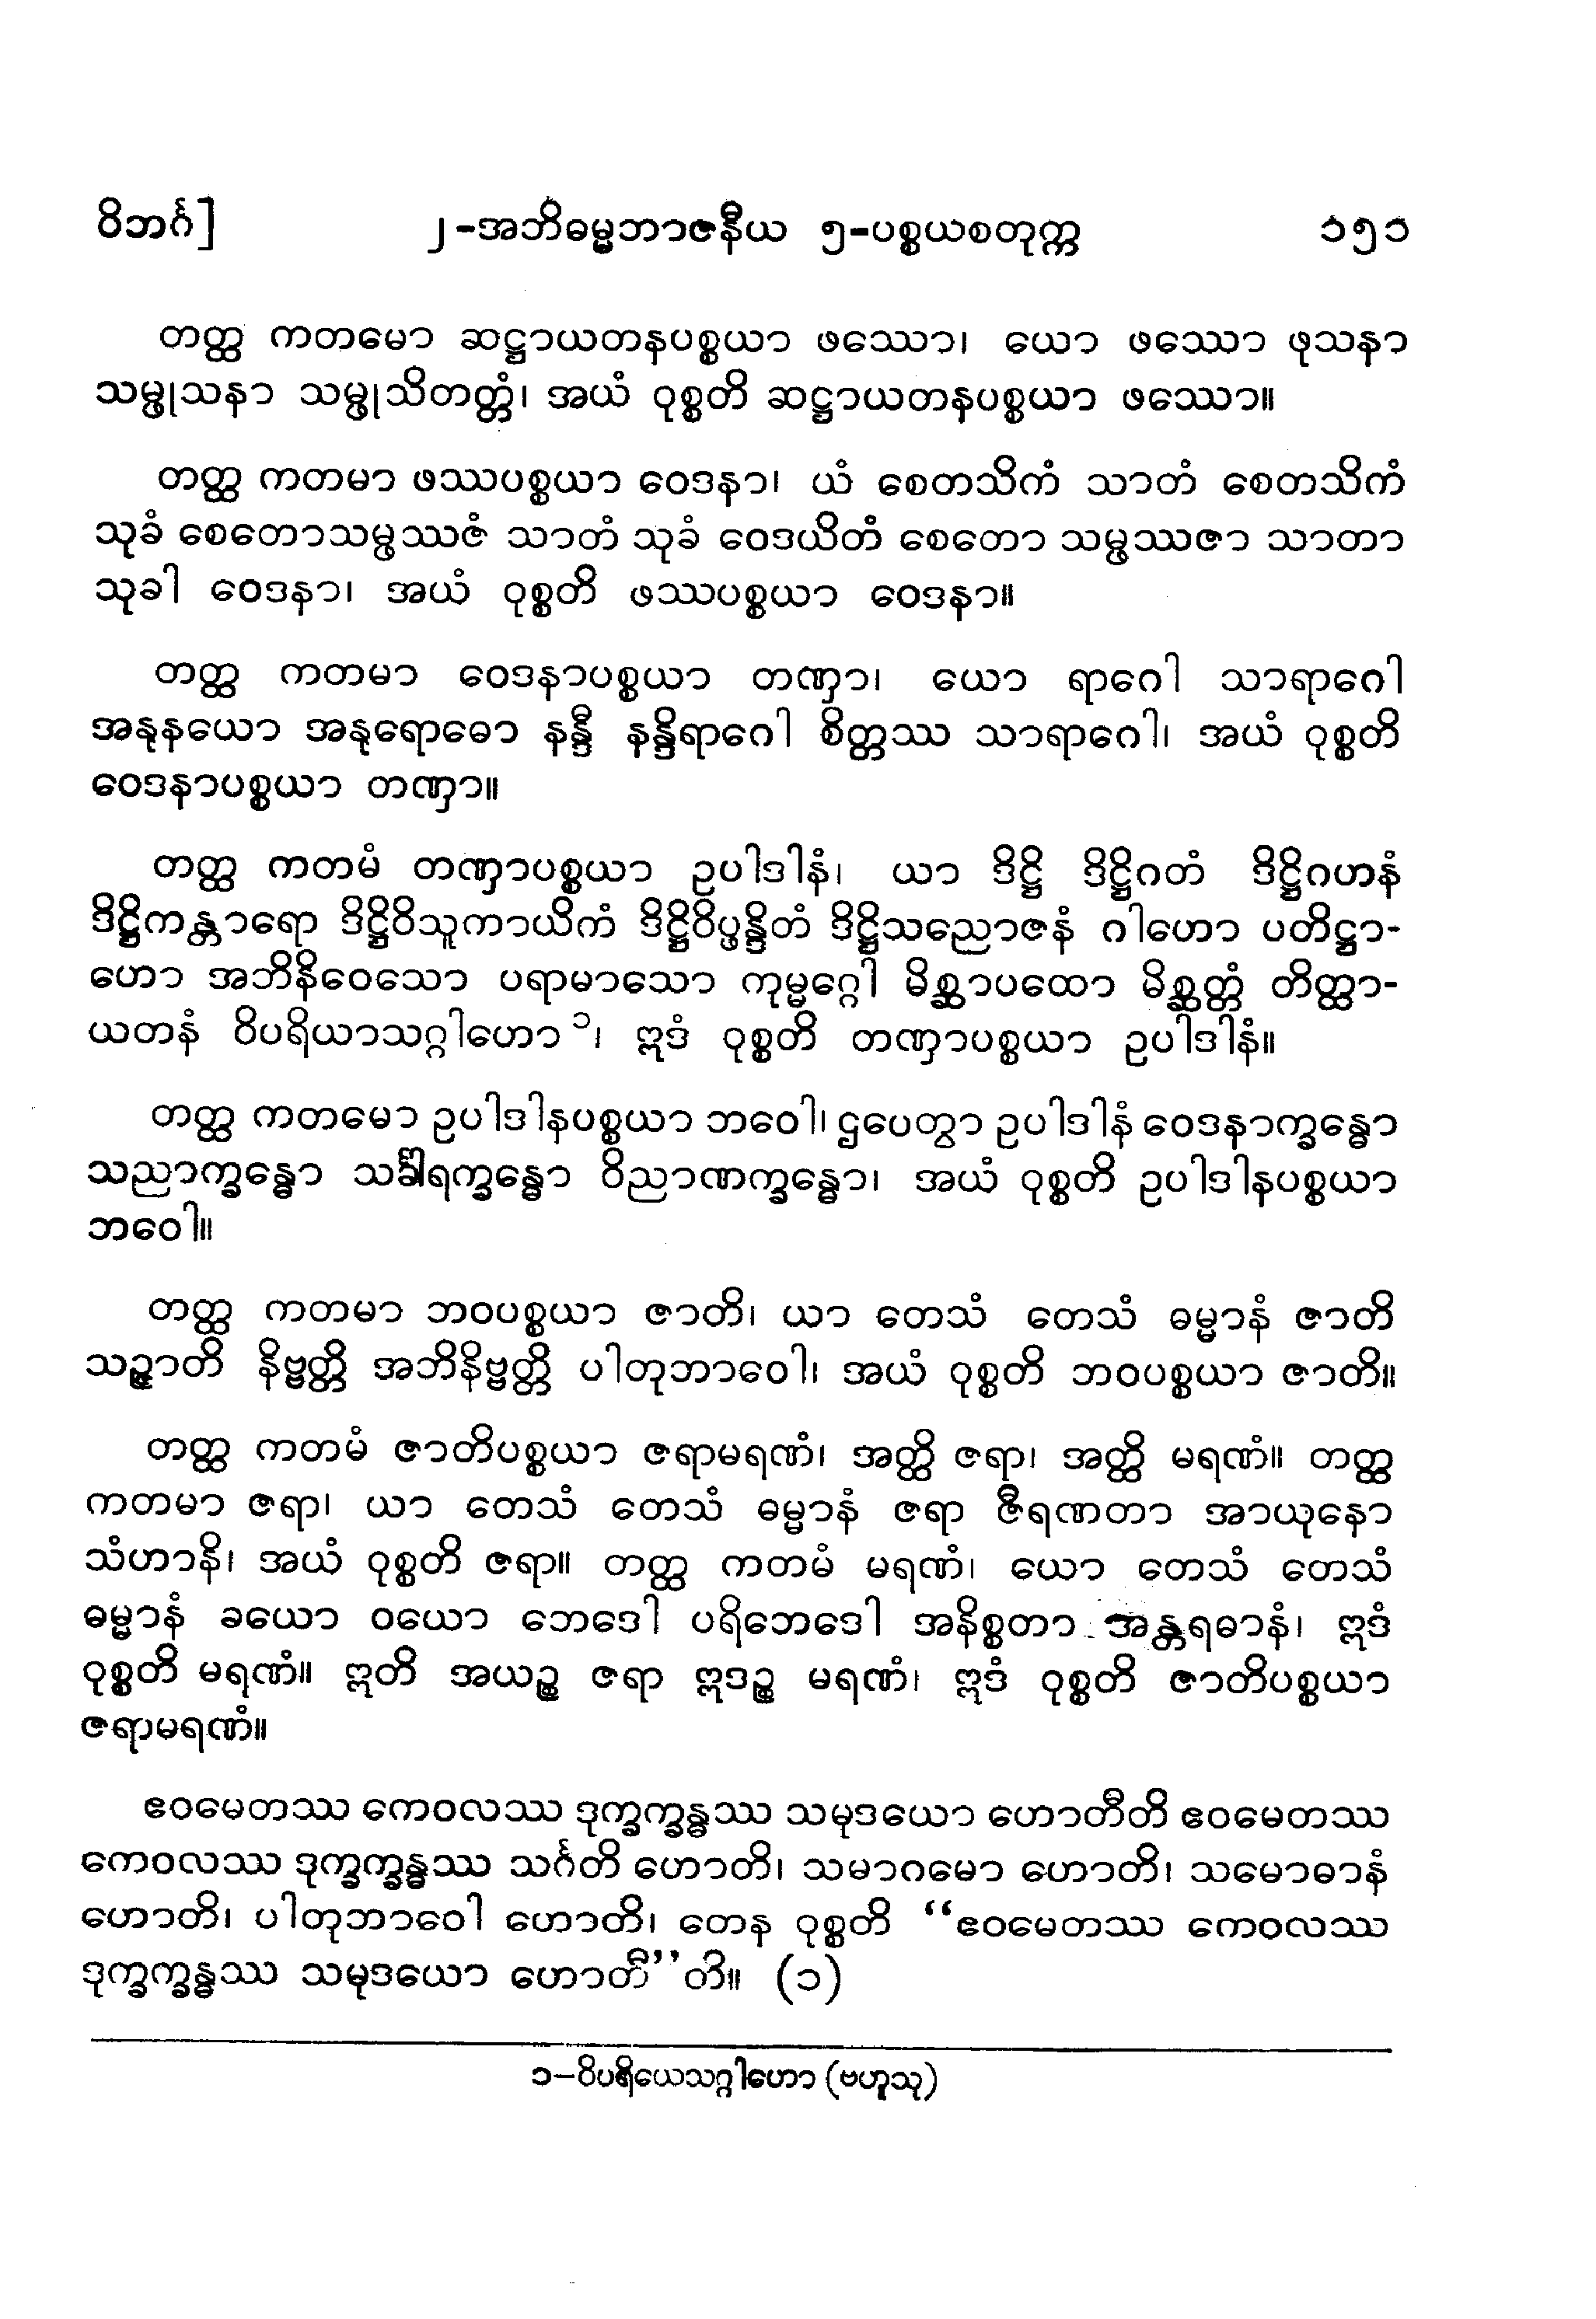 ဝိဘင်္ဂ] ၂-အဘိဓမ္မဘာဇနီယ ၅-ပစ္စယစတုက္က ၁၅၁
တတ္ထ ကတမော ဆဋ္ဌာယတနပစ္စယာ ဖဿော၊ ယော ဖဿော ဖုသနာ
သမ္ဖုသနာ သမ္ဖုသိတတ္တံ၊ အယံ ဝုစ္စတိ ဆဋ္ဌာယတနပစ္စယာ ဖဿော။
တတ္ထ ကတမာ ဖဿပစ္စယာ ဝေဒနာ၊ ယံ စေတသိကံ သာတံ စေတသိကံ
သုခံ စေတောသမ္ဖဿဇံ သာတံ သုခံ ဝေဒယိတံ စေတော သမ္ဖဿဇာ သာတာ
သုခါ ဝေဒနာ၊ အယံ ဝုစ္စတိ ဖဿပစ္စယာ ဝေဒနာ။
တတ္ထ ကတမာ ဝေဒနာပစ္စယာ တဏှာ၊ ယော ရာဂေါ သာရာဂေါ
အနုနယော အနုရောဓော နန္ဒီ နန္ဒိရာဂေါ စိတ္တဿ သာရာဂေါ၊ အယံ ဝုစ္စတိ
ဝေဒနာပစ္စယာ တဏှာ။
တတ္ထ ကတမံ တဏှာပစ္စယာ ဥပါဒါနံ၊ ယာ ဒိဋ္ဌိ ဒိဋ္ဌိဂတံ ဒိဋ္ဌိဂဟနံ
ဒိဋ္ဌိကန္တာရော ဒိဋ္ဌိဝိသူကာယိကံ ဒိဋ္ဌိဝိပ္ဖန္ဒိတံ ဒိဋ္ဌိသညောဇနံ ဂါဟော ပတိဋ္ဌာ-
ဟော အဘိနိဝေသော ပရာမာသော ကုမ္မဂ္ဂေါ မိစ္ဆာပထော မိစ္ဆတ္တံ တိတ္ထာ-
ယတနံ ဝိပရိယာသဂ္ဂါဟော ၁၊ ဣဒံ ဝုစ္စတိ တဏှာပစ္စယာ ဥပါဒါနံ။
တတ္ထ ကတမော ဥပါဒါနပစ္စယာ ဘဝေါ၊ ဌပေတွာ ဥပါဒါနံ ဝေဒနာက္ခန္ဓော
သညာက္ခန္ဓော သင်္ခါရက္ခန္ဓော ဝိညာဏက္ခန္ဓော၊ အယံ ဝုစ္စတိ ဥပါဒါနပစ္စယာ
ဘဝေါ။
တတ္ထ ကတမာ ဘဝပစ္စယာ ဇာတိ၊ ယာ တေသံ တေသံ ဓမ္မာနံ ဇာတိ
သဉ္ဇာတိ နိဗ္ဗတ္တိ အဘိနိဗ္ဗတ္တိ ပါတုဘာဝေါ၊ အယံ ဝုစ္စတိ ဘဝပစ္စယာ ဇာတိ။
တတ္ထ ကတမံ ဇာတိပစ္စယာ ဇရာမရဏံ၊ အတ္ထိ ဇရာ၊ အတ္ထိ မရဏံ။ တတ္ထ
ကတမာ ဇရာ၊ ယာ တေသံ တေသံ ဓမ္မာနံ ဇရာ ဇီရဏတာ အာယုနော
သံဟာနိ၊ အယံ ဝုစ္စတိ ဇရာ။ တတ္ထ ကတမံ မရဏံ၊ ယော တေသံ တေသံ
ဓမ္မာနံ ခယော ဝယော ဘေဒေါ ပရိဘေဒေါ အနိစ္စတာ အန္တရဓာနံ၊ ဣဒံ
ဝုစ္စတိ မရဏံ။ ဣတိ အယဉ္စ ဇရာ ဣဒဉ္စ မရဏံ၊ ဣဒံ ဝုစ္စတိ ဇာတိပစ္စယာ
ဇရာမရဏံ။
ဧဝမေတဿ ကေဝလဿ ဒုက္ခက္ခန္ဓဿ သမုဒယော ဟောတီတိ ဧဝမေတဿ
ကေဝလဿ ဒုက္ခက္ခန္ဓဿ သင်္ဂတိ ဟောတိ၊ သမာဂမော ဟောတိ၊ သမောဓာနံ
ဟောတိ၊ ပါတုဘာဝေါ ဟောတိ၊ တေန ဝုစ္စတိ “ဧဝမေတဿ ကေဝလဿ
ဒုက္ခက္ခန္ဓဿ သမုဒယော ဟောတီ”တိ။ (၁)
၁–ဝိပရိယေသဂ္ဂါဟော (ဗဟူသု)